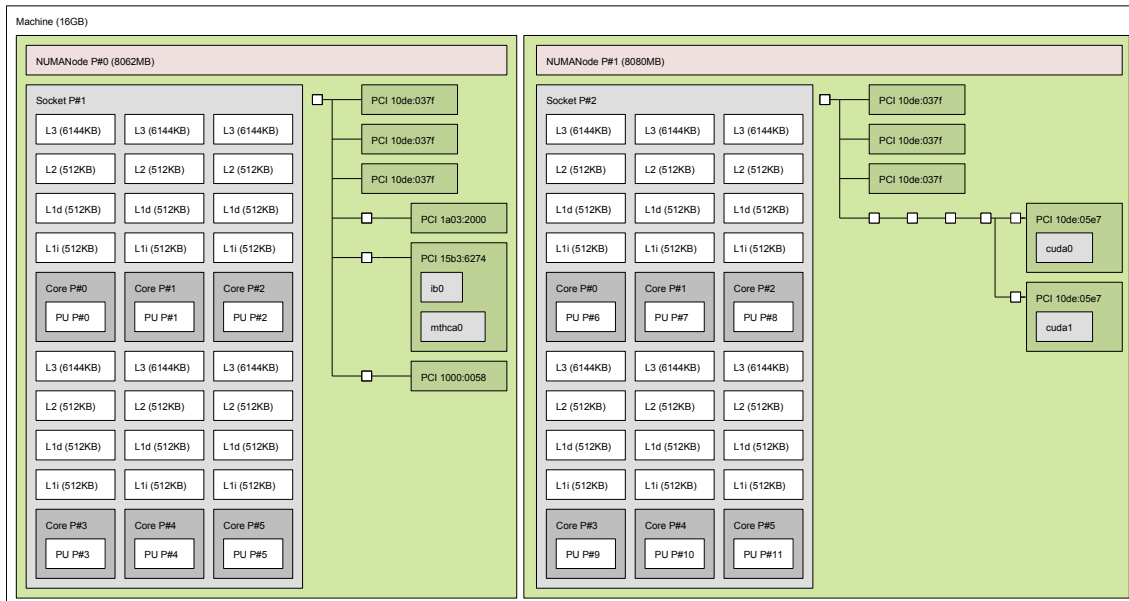 Machine (16GB)
NUMANode P#0 (8062MB)
Socket P#1
L3 (6144KB) L3 (6144KB) L3 (6144KB)
L2 (512KB) L2 (512KB) L2 (512KB)
L1d (512KB) L1d (512KB) L1d (512KB)
L1i (512KB) L1i (512KB) L1i (512KB)
Core P#0 Core P#1 Core P#2
PU P#0 PU P#1 PU P#2
L3 (6144KB) L3 (6144KB) L3 (6144KB)
L2 (512KB) L2 (512KB) L2 (512KB)
L1d (512KB) L1d (512KB) L1d (512KB)
L1i (512KB) L1i (512KB) L1i (512KB)
Core P#3 Core P#4 Core P#5
PU P#3 PU P#4 PU P#5
PCI 10de:037f
PCI 10de:037f
PCI 10de:037f
PCI 1a03:2000
PCI 15b3:6274
ib0
mthca0
PCI 1000:0058
NUMANode P#1 (8080MB)
Socket P#2
L3 (6144KB) L3 (6144KB) L3 (6144KB)
L2 (512KB) L2 (512KB) L2 (512KB)
L1d (512KB) L1d (512KB) L1d (512KB)
L1i (512KB) L1i (512KB) L1i (512KB)
Core P#0 Core P#1 Core P#2
PU P#6 PU P#7 PU P#8
L3 (6144KB) L3 (6144KB) L3 (6144KB)
L2 (512KB) L2 (512KB) L2 (512KB)
L1d (512KB) L1d (512KB) L1d (512KB)
L1i (512KB) L1i (512KB) L1i (512KB)
Core P#3 Core P#4 Core P#5
PU P#9 PU P#10 PU P#11
PCI 10de:037f
PCI 10de:037f
PCI 10de:037f
PCI 10de:05e7
cuda0
PCI 10de:05e7
cuda1